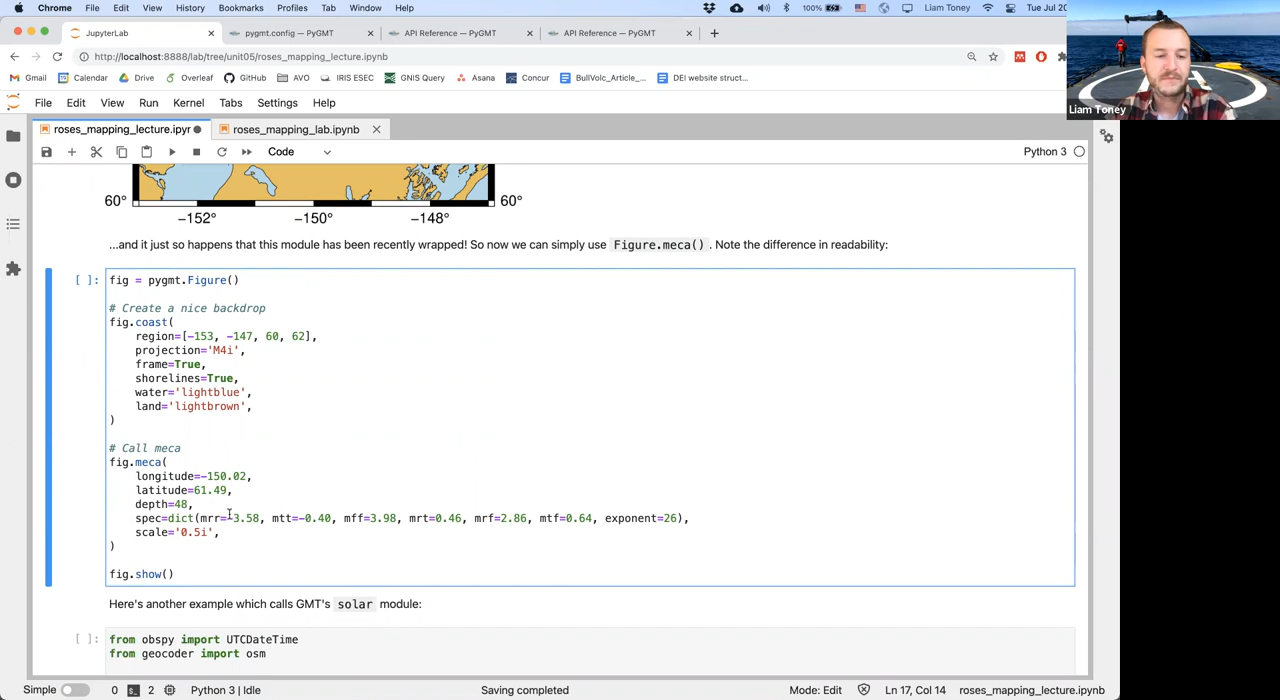 Chrome File Edit View History Bookmarks Profiles Tab Window Help 100% Liam Toney Tue Jul 20
JupyterLab pygmt.config — PyGMT API Reference — PyGMT API Reference — PyGMT
http://localhost:8888/lab/tree/unit05/roses_mapping_lecture.ipynb
Gmail Calendar Drive Overleaf GitHub AVO IRIS ESEC GNIS Query Asana Concur BullVolc_Article_... DEI website struct...
Liam Toney
File Edit View Run Kernel Tabs Settings Help
roses_mapping_lecture.ipyr roses_mapping_lab.ipynb
Code Python 3
60° 60°
−152° −150° −148°
...and it just so happens that this module has been recently wrapped! So now we can simply use Figure.meca() . Note the difference in readability:
[ ]: fig = pygmt.Figure()
# Create a nice backdrop
fig.coast(
region=[-153, -147, 60, 62],
projection='M4i',
frame=True,
shorelines=True,
water='lightblue',
land='lightbrown',
)
# Call meca
fig.meca(
longitude=-150.02,
latitude=61.49,
depth=48,
spec=dict(mrr=-3.58, mtt=-0.40, mff=3.98, mrt=0.46, mrf=2.86, mtf=0.64, exponent=26),
scale='0.5i',
)
fig.show()
Here's another example which calls GMT's solar module:
[ ]: from obspy import UTCDateTime
from geocoder import osm
Simple 0 2 Python 3 | Idle Saving completed Mode: Edit Ln 17, Col 14 roses_mapping_lecture.ipynb